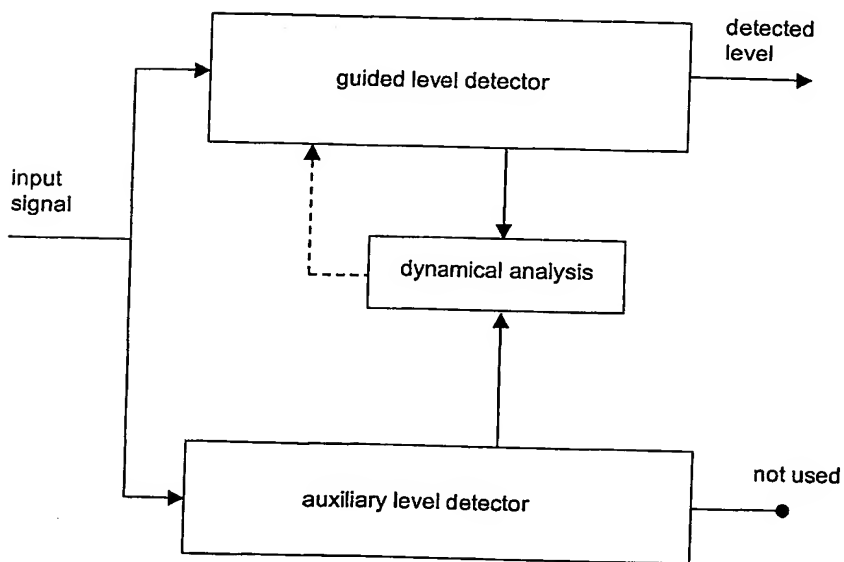 detected
level
guided level detector
input
signal
dynamical analysis
not used
auxiliary level detector